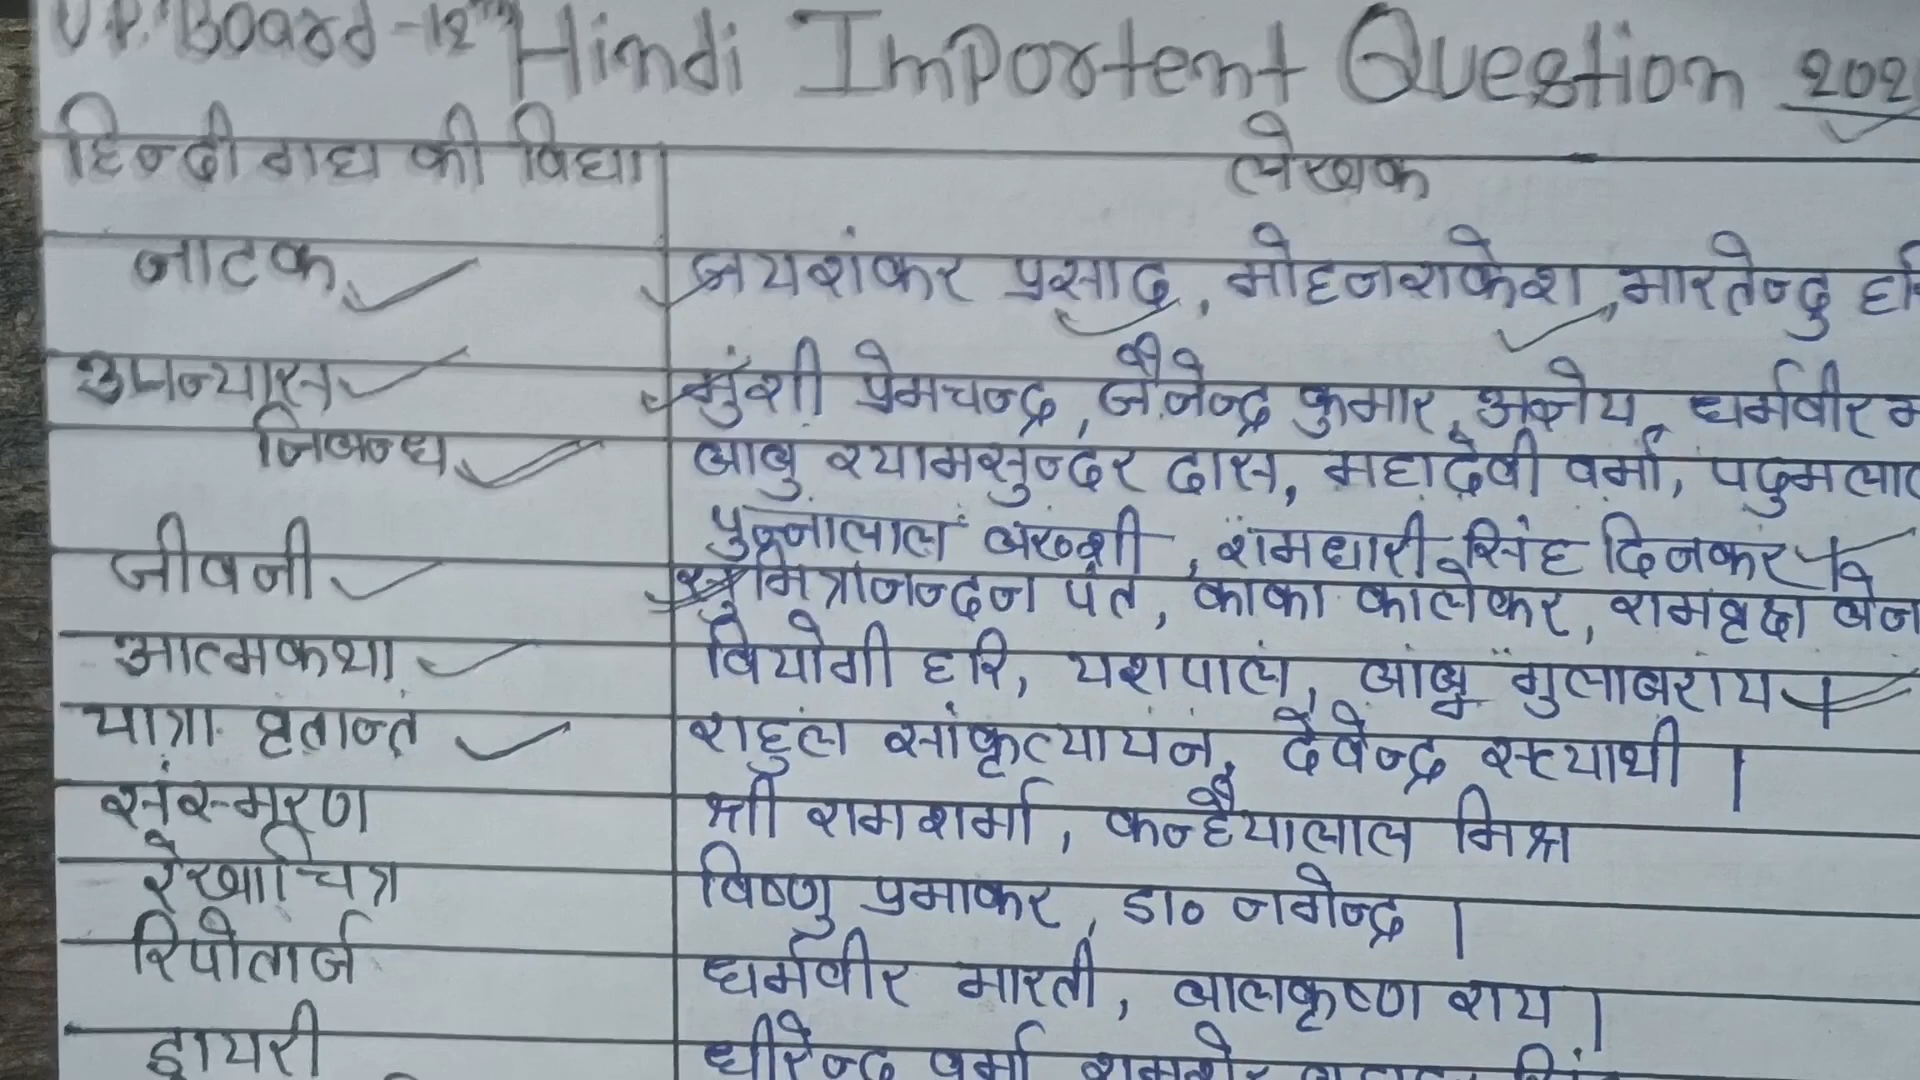 U.P. Board -12th Hindi Importent Question 202
हिन्दी गद्य की विधा लेखक
नाटक जयशंकर प्रसाद, मोहनराकेश, भारतेन्दु
उपन्यास मुंशी प्रेमचन्द्र, जैनेन्द्र कुमार, अज्ञेय, धर्मवीर
निबन्ध बाबु श्यामसुन्दर दास, महादेवी वर्मा, पदुमलाल
पुन्नालाल बख्शी, रामधारी सिंह दिनकर।
जीवनी सुमित्रानन्दन पंत, काका कालेकर, रामवृक्ष
आत्मकथा वियोगी हरि, यशपाल, बाबू गुलाबराय।
यात्रा वृतान्त राहुल सांकृत्यायन, देवेन्द्र सत्यार्थी।
संस्मरण श्री राम शर्मा, कन्हैयालाल मिश्र
रेखाचित्र विष्णु प्रभाकर, डा० नगेन्द्र।
रिपोतार्ज धर्मवीर भारती, बालकृष्ण राय।
डायरी धीरेन्द्र वर्मा